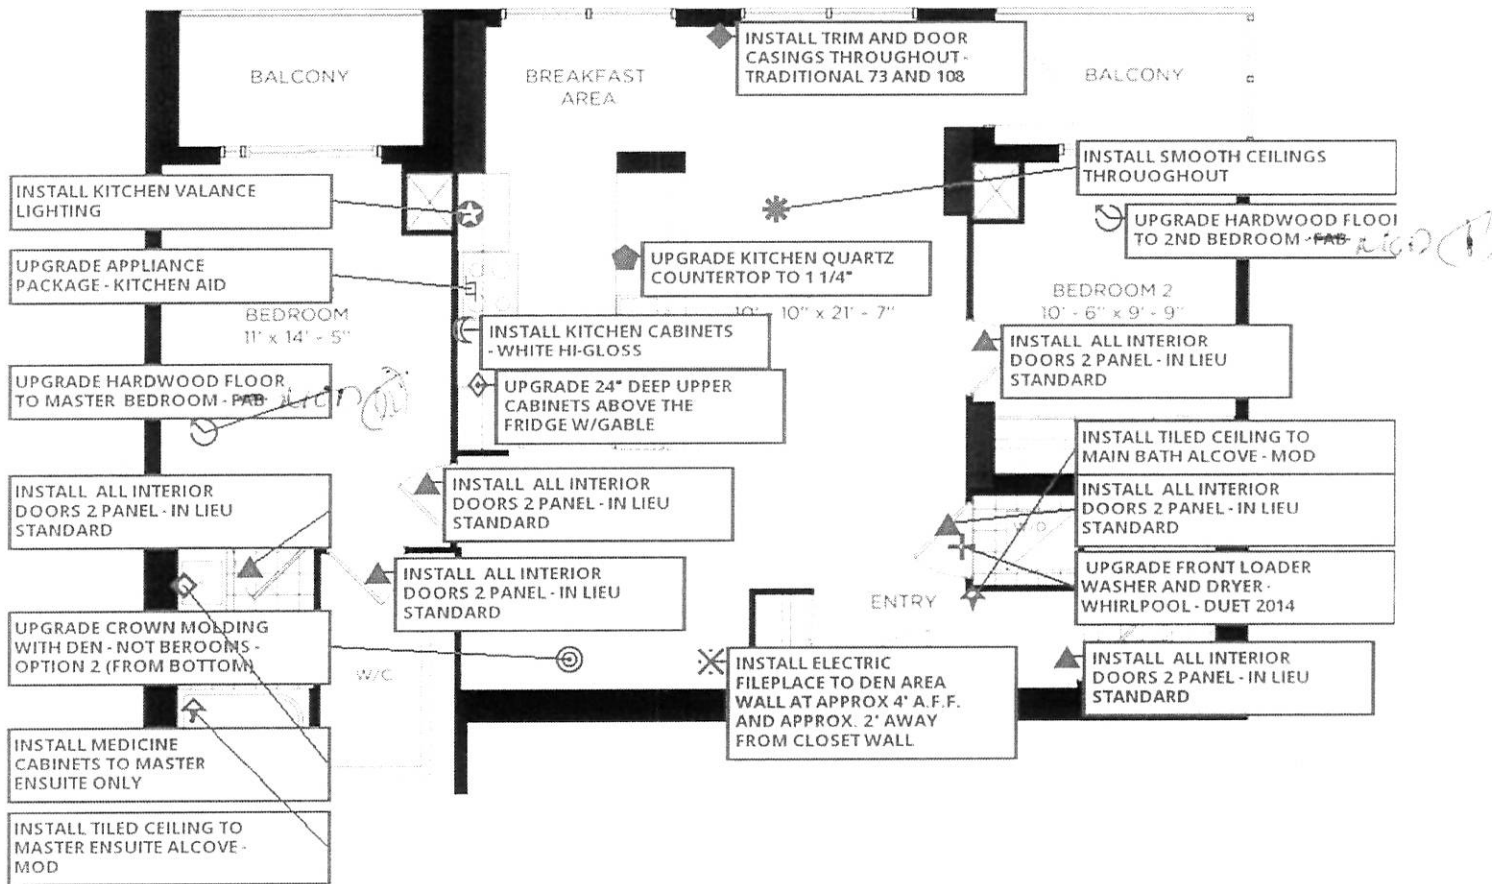 BALCONY
BREAKFAST
AREA
INSTALL TRIM AND DOOR
CASINGS THROUGHOUT -
TRADITIONAL 73 AND 108
BALCONY
INSTALL KITCHEN VALANCE
LIGHTING
UPGRADE APPLIANCE
PACKAGE - KITCHEN AID
BEDROOM
11' x 14' - 5"
UPGRADE HARDWOOD FLOOR
TO MASTER BEDROOM - FAB
INSTALL ALL INTERIOR
DOORS 2 PANEL - IN LIEU
STANDARD
UPGRADE CROWN MOLDING
WITH DEN - NOT BEROOMS -
OPTION 2 (FROM BOTTOM)
INSTALL MEDICINE
CABINETS TO MASTER
ENSUITE ONLY
INSTALL TILED CEILING TO
MASTER ENSUITE ALCOVE -
MOD
W/C
UPGRADE KITCHEN QUARTZ
COUNTERTOP TO 1 1/4"
10' - 10" x 21' - 7"
INSTALL KITCHEN CABINETS
- WHITE HI-GLOSS
UPGRADE 24" DEEP UPPER
CABINETS ABOVE THE
FRIDGE W/GABLE
INSTALL ALL INTERIOR
DOORS 2 PANEL - IN LIEU
STANDARD
INSTALL ALL INTERIOR
DOORS 2 PANEL - IN LIEU
STANDARD
ENTRY
INSTALL ELECTRIC
FILEPLACE TO DEN AREA
WALL AT APPROX 4' A.F.F.
AND APPROX. 2' AWAY
FROM CLOSET WALL
INSTALL SMOOTH CEILINGS
THROUOGHOUT
UPGRADE HARDWOOD FLOO
TO 2ND BEDROOM - FAB
BEDROOM 2
10' - 6" x 9' - 9"
INSTALL ALL INTERIOR
DOORS 2 PANEL - IN LIEU
STANDARD
INSTALL TILED CEILING TO
MAIN BATH ALCOVE - MOD
INSTALL ALL INTERIOR
DOORS 2 PANEL - IN LIEU
STANDARD
W/D
UPGRADE FRONT LOADER
WASHER AND DRYER -
WHIRLPOOL - DUET 2014
INSTALL ALL INTERIOR
DOORS 2 PANEL - IN LIEU
STANDARD